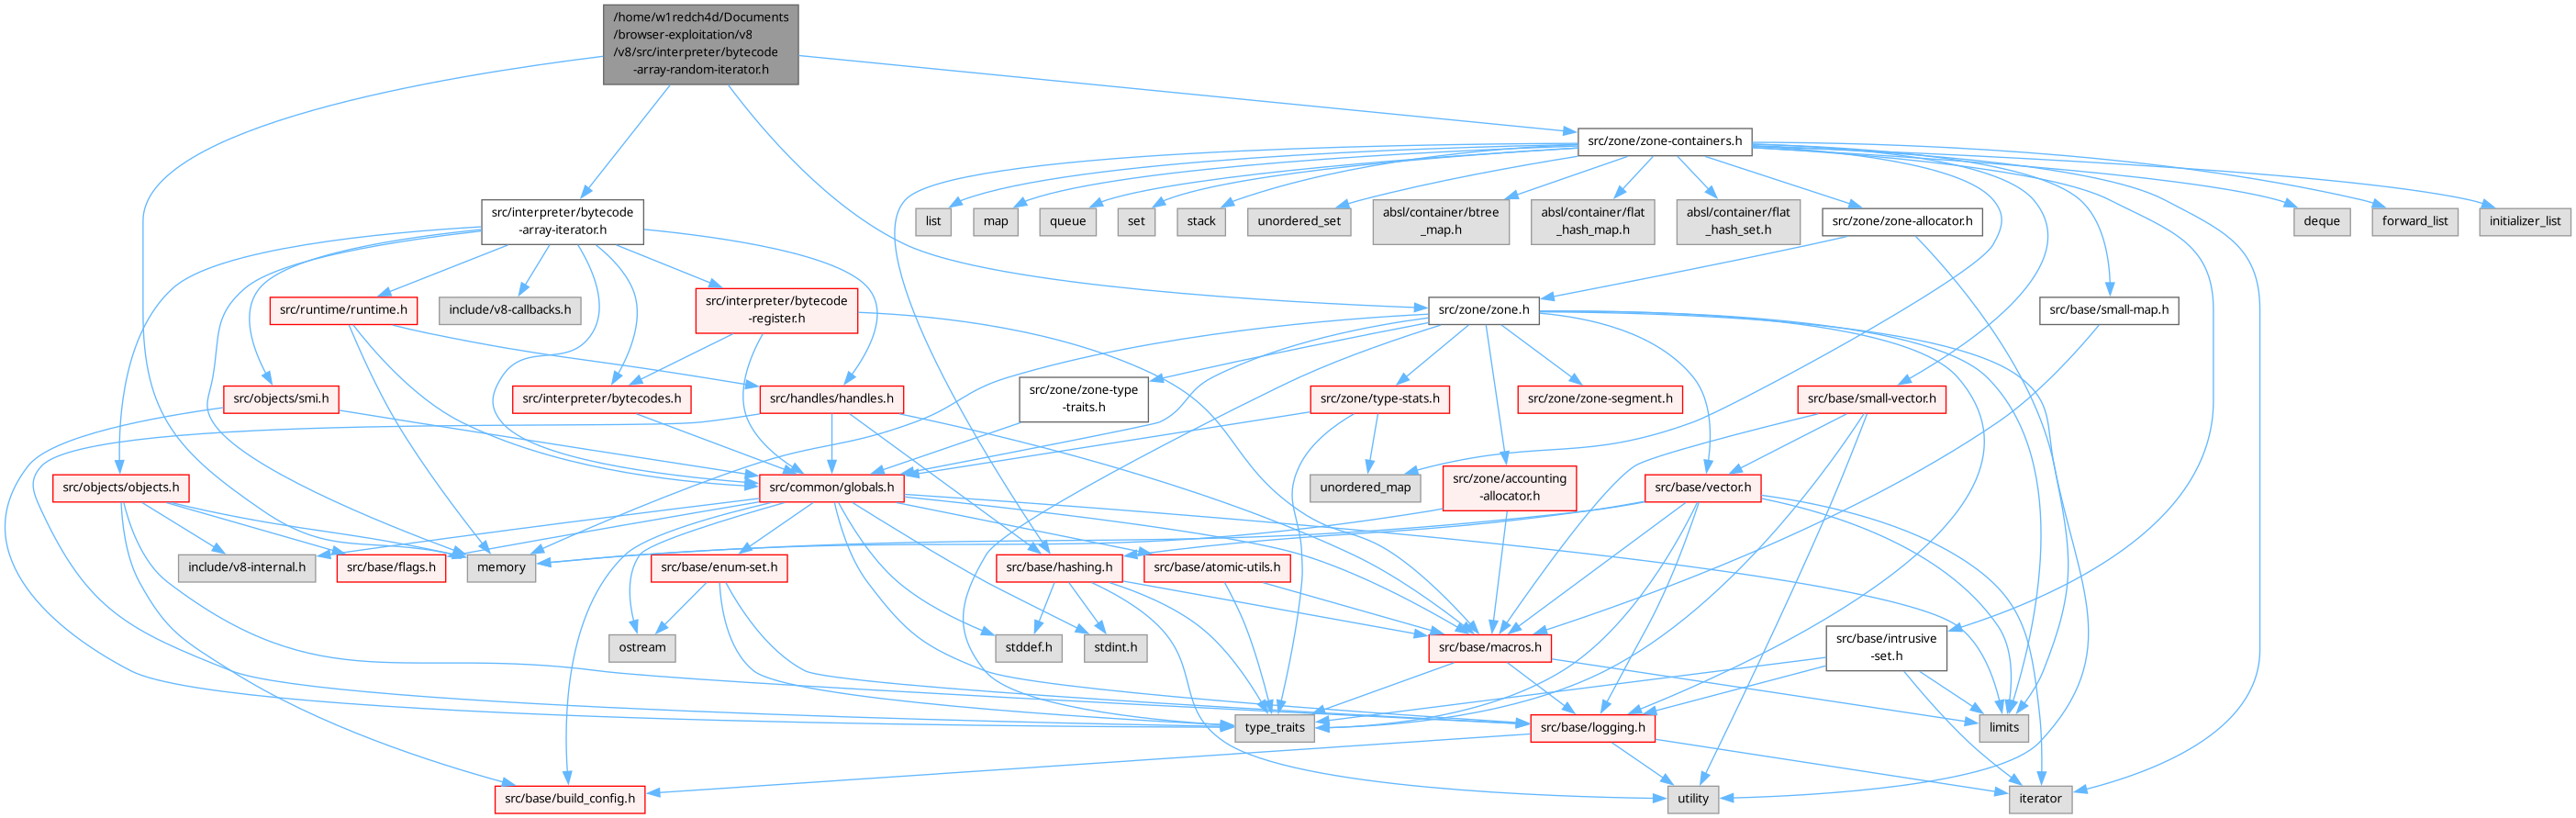 /home/w1redch4d/Documents
/browser-exploitation/v8
/v8/src/interpreter/bytecode
-array-random-iterator.h
src/zone/zone-containers.h
src/interpreter/bytecode
-array-iterator.h
list
map
queue
set
stack
unordered_set
absl/container/btree
_map.h
absl/container/flat
_hash_map.h
absl/container/flat
_hash_set.h
src/zone/zone-allocator.h
deque
forward_list
initializer_list
src/runtime/runtime.h
include/v8-callbacks.h
src/interpreter/bytecode
-register.h
src/zone/zone.h
src/base/small-map.h
src/objects/smi.h
src/interpreter/bytecodes.h
src/handles/handles.h
src/zone/zone-type
-traits.h
src/zone/type-stats.h
src/zone/zone-segment.h
src/base/small-vector.h
src/objects/objects.h
src/common/globals.h
unordered_map
src/zone/accounting
-allocator.h
src/base/vector.h
include/v8-internal.h
src/base/flags.h
memory
src/base/enum-set.h
src/base/hashing.h
src/base/atomic-utils.h
ostream
stddef.h
stdint.h
src/base/macros.h
src/base/intrusive
-set.h
type_traits
src/base/logging.h
limits
src/base/build_config.h
utility
iterator